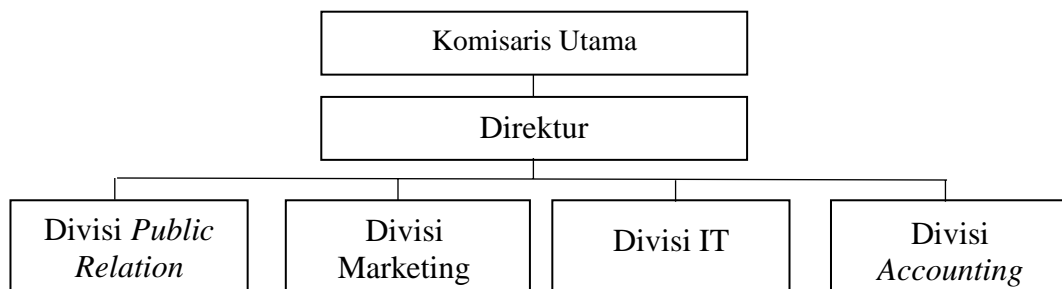 Komisaris Utama
Direktur
Divisi Public
Relation
Divisi
Marketing
Divisi IT
Divisi
Accounting